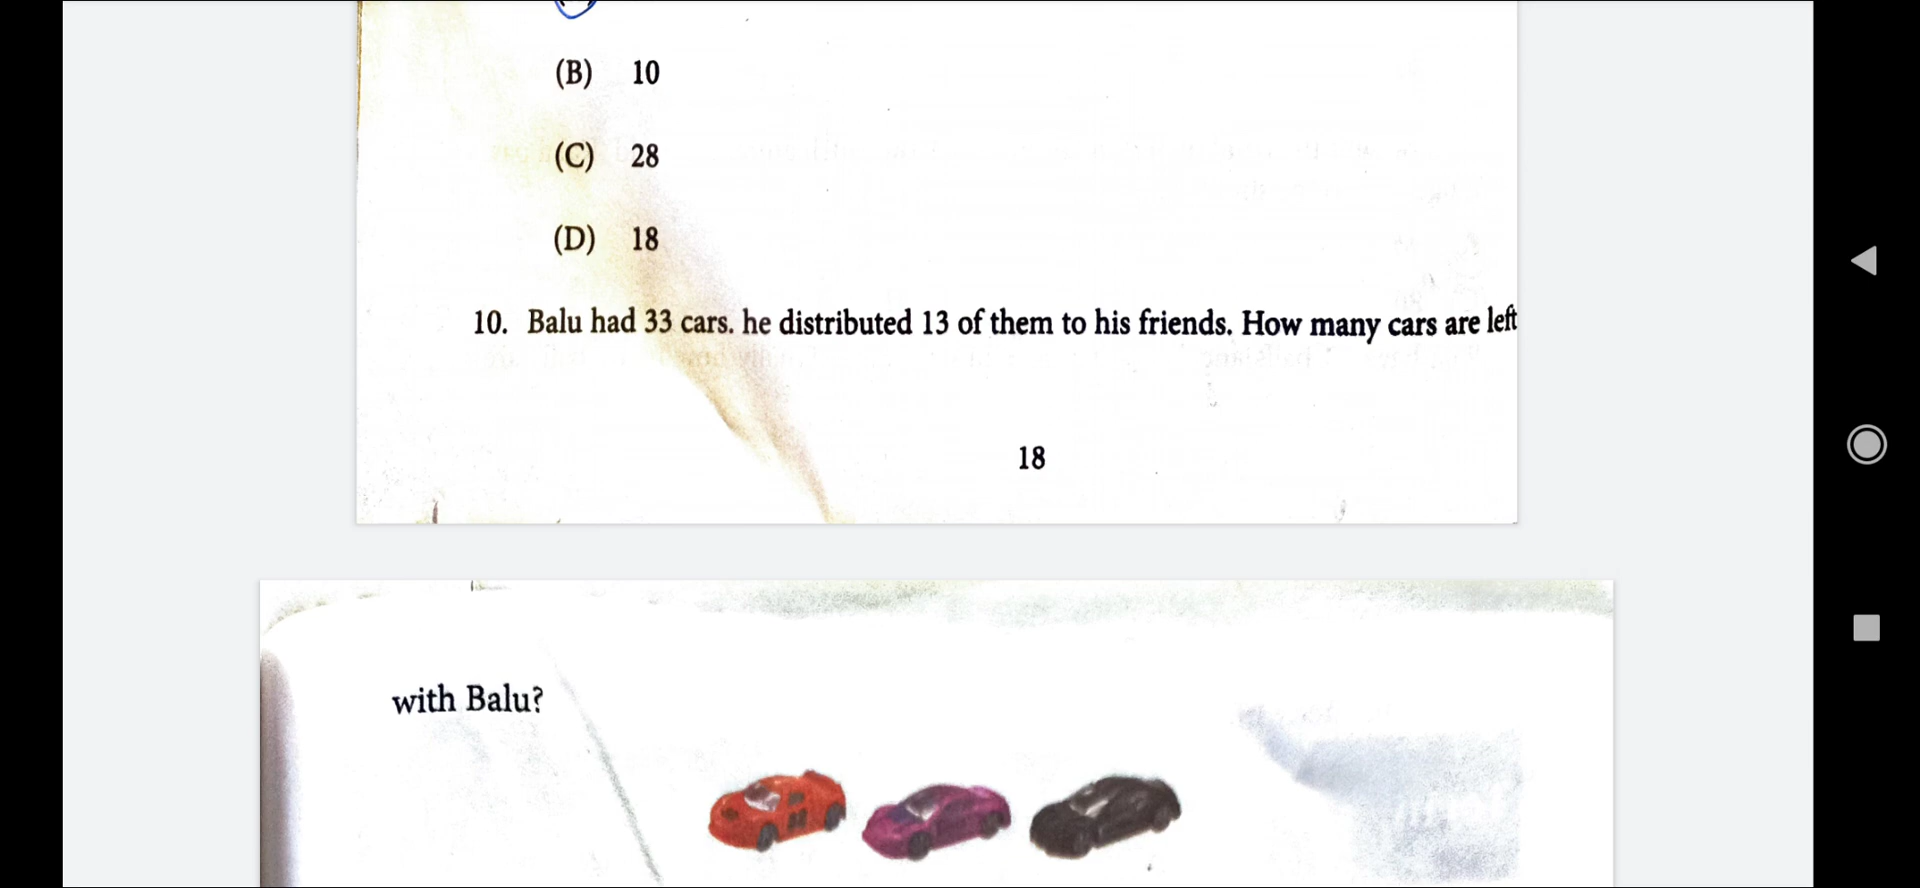 (B) 10
(C) 28
(D) 18
10. Balu had 33 cars. he distributed 13 of them to his friends. How many cars are left
18
with Balu?